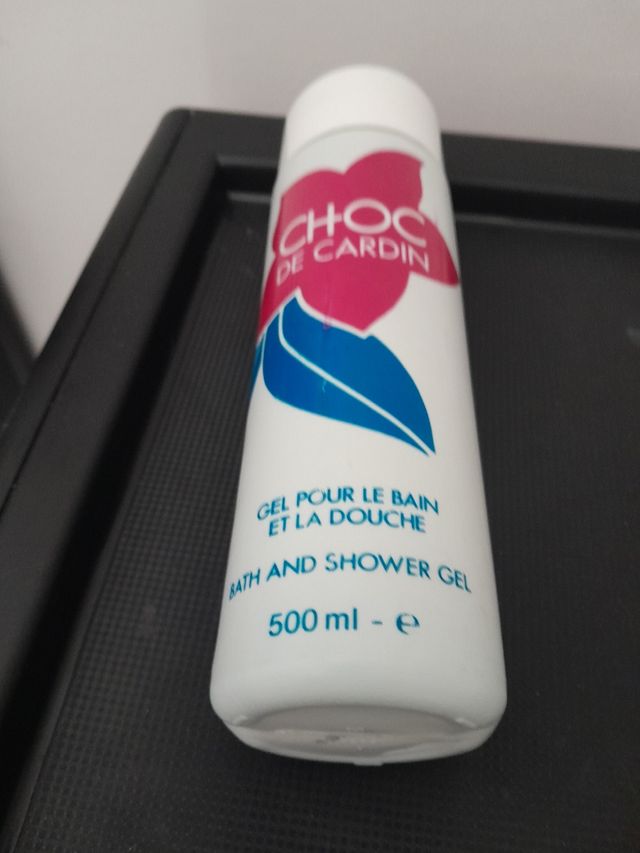 CHOC
DE CARDIN
GEL POUR LE BAIN
ET LA DOUCHE
BATH AND SHOWER GEL
500 ml - ℮